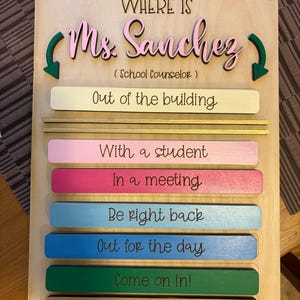 WHERE IS
Ms. Sanchez
( School Counselor )
Out of the building
With a student
In a meeting
Be right back
Out for the day
Come on In!